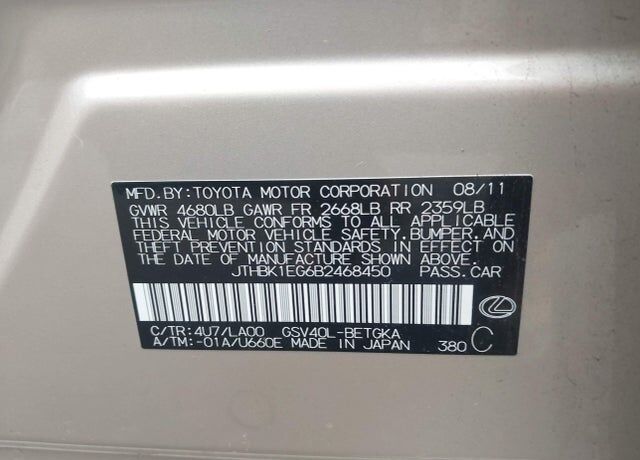 MFD.BY:TOYOTA MOTOR CORPORATION 08/11
GVWR 4680LB GAWR FR 2668LB RR 2359LB
THIS VEHICLE CONFORMS TO ALL APPLICABLE
FEDERAL MOTOR VEHICLE SAFETY,BUMPER,AND
THEFT PREVENTION STANDARDS IN EFFECT ON
THE DATE OF MANUFACTURE SHOWN ABOVE.
JTHBK1EG6B2468450 PASS.CAR
C/TR:4U7/LA00 GSV40L-BETGKA
A/TM:-01A/U660E MADE IN JAPAN 380 C